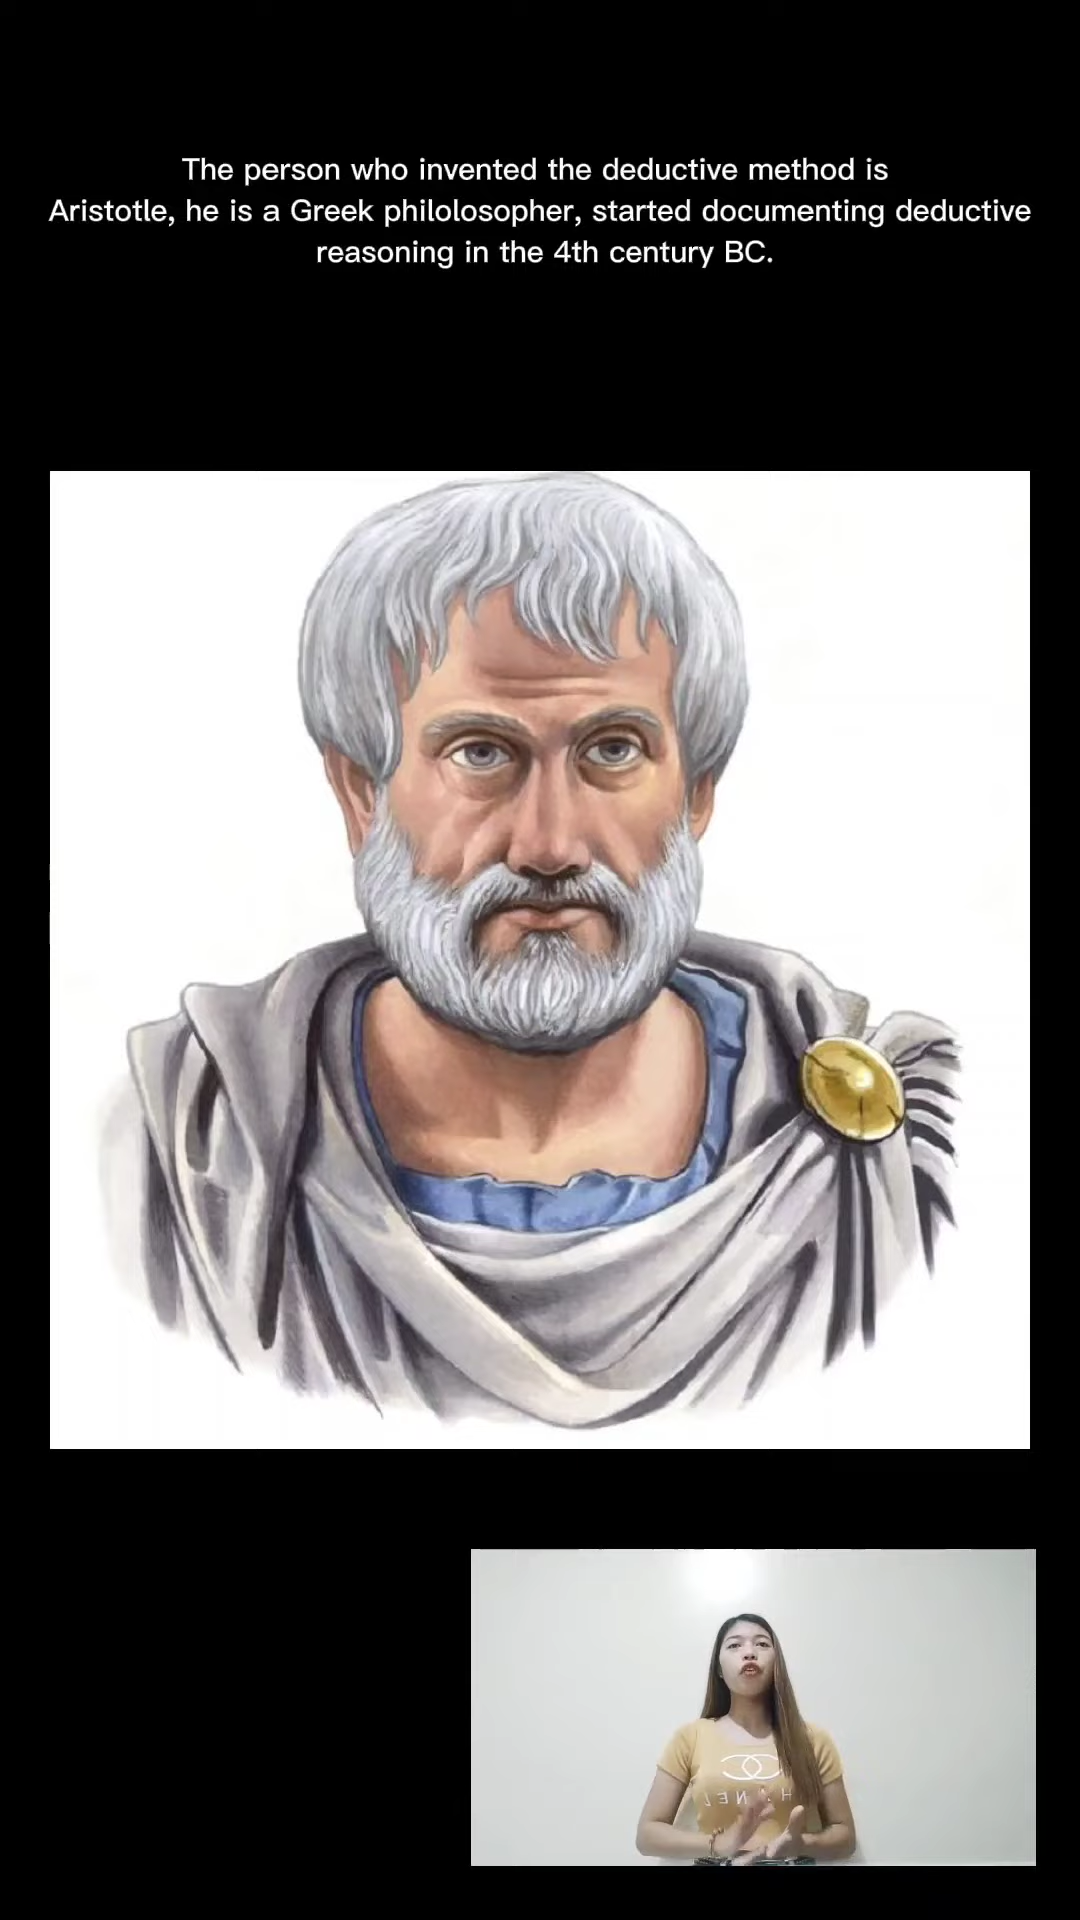 The person who invented the deductive method is
Aristotle, he is a Greek philolosopher, started documenting deductive
reasoning in the 4th century BC.